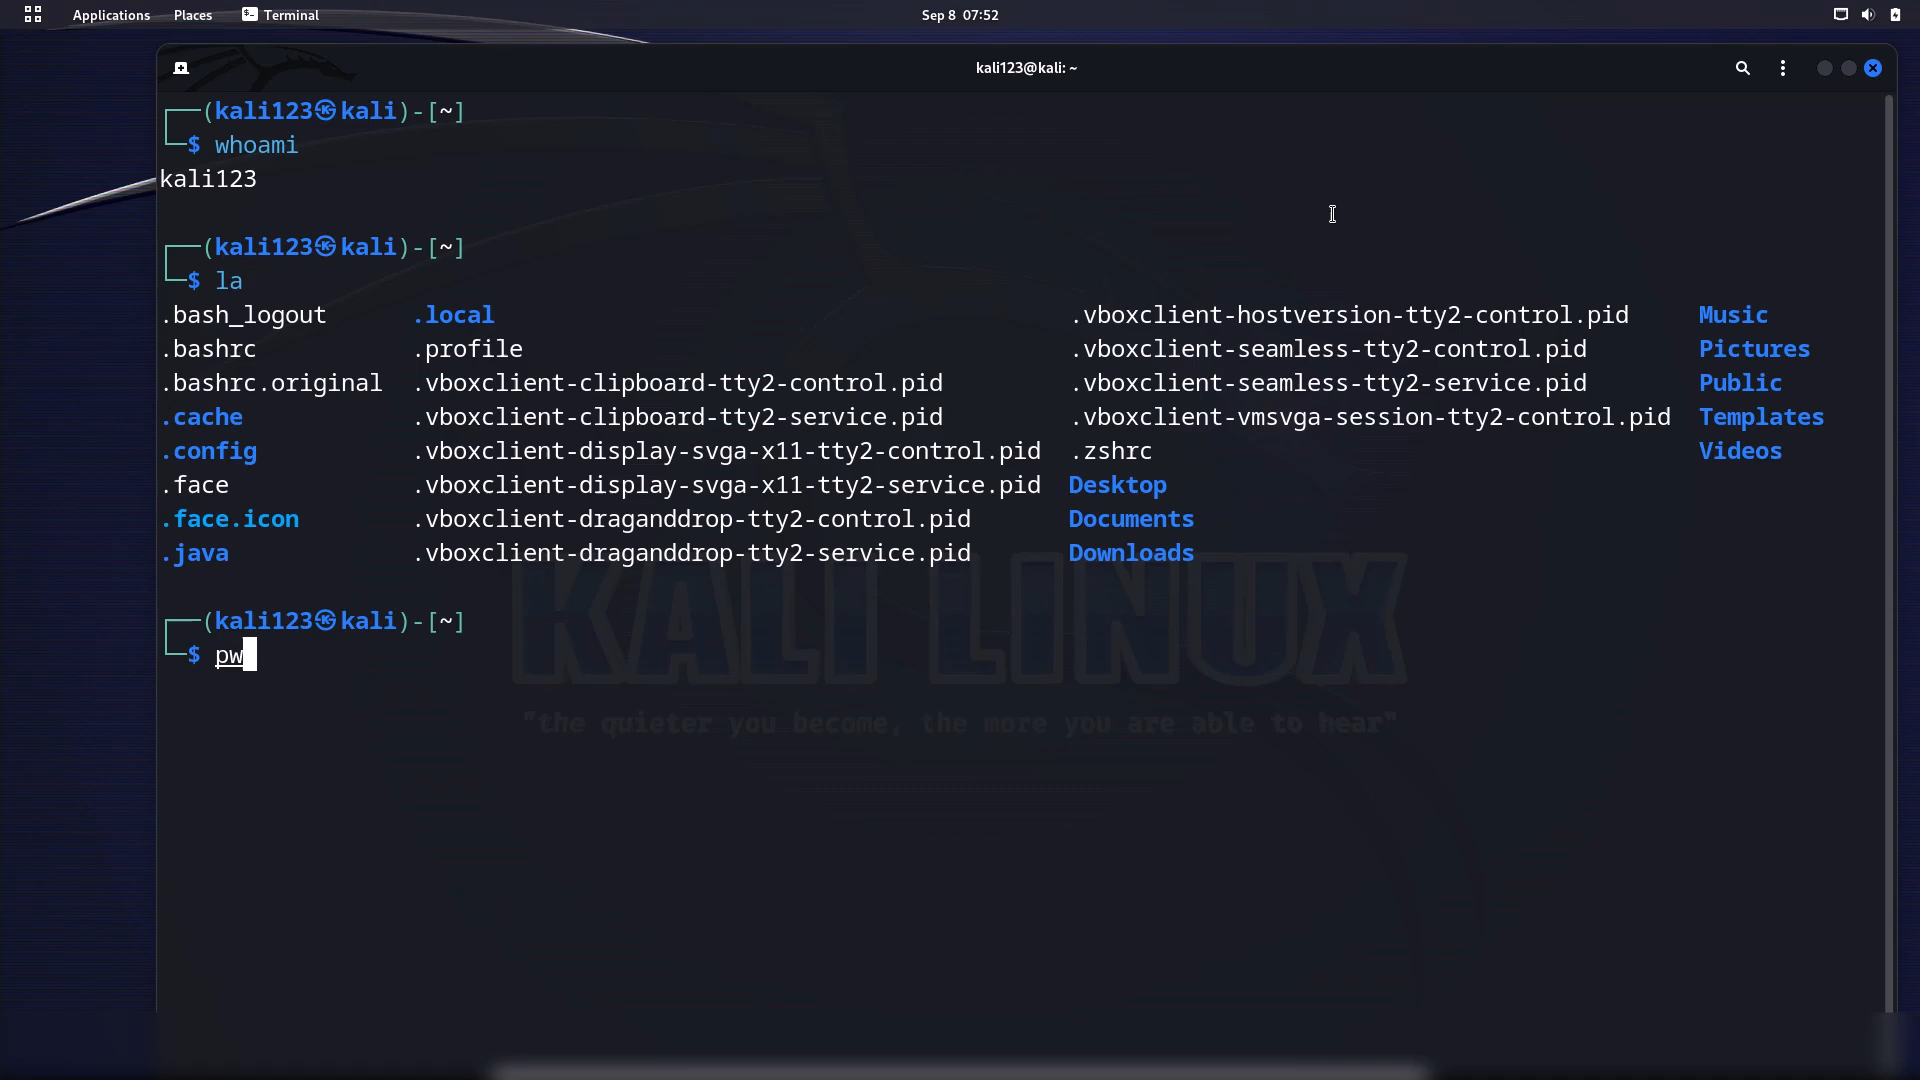 Applications Places Terminal Sep 8 07:52
kali123@kali: ~
┌──(kali123㉿kali)-[~]
└─$ whoami
kali123
┌──(kali123㉿kali)-[~]
└─$ la
.bash_logout .local .vboxclient-hostversion-tty2-control.pid Music
.bashrc .profile .vboxclient-seamless-tty2-control.pid Pictures
.bashrc.original .vboxclient-clipboard-tty2-control.pid .vboxclient-seamless-tty2-service.pid Public
.cache .vboxclient-clipboard-tty2-service.pid .vboxclient-vmsvga-session-tty2-control.pid Templates
.config .vboxclient-display-svga-x11-tty2-control.pid .zshrc Videos
.face .vboxclient-display-svga-x11-tty2-service.pid Desktop
.face.icon .vboxclient-draganddrop-tty2-control.pid Documents
.java .vboxclient-draganddrop-tty2-service.pid Downloads
┌──(kali123㉿kali)-[~]
└─$ pw
KALI LINUX
"the quieter you become, the more you are able to hear"